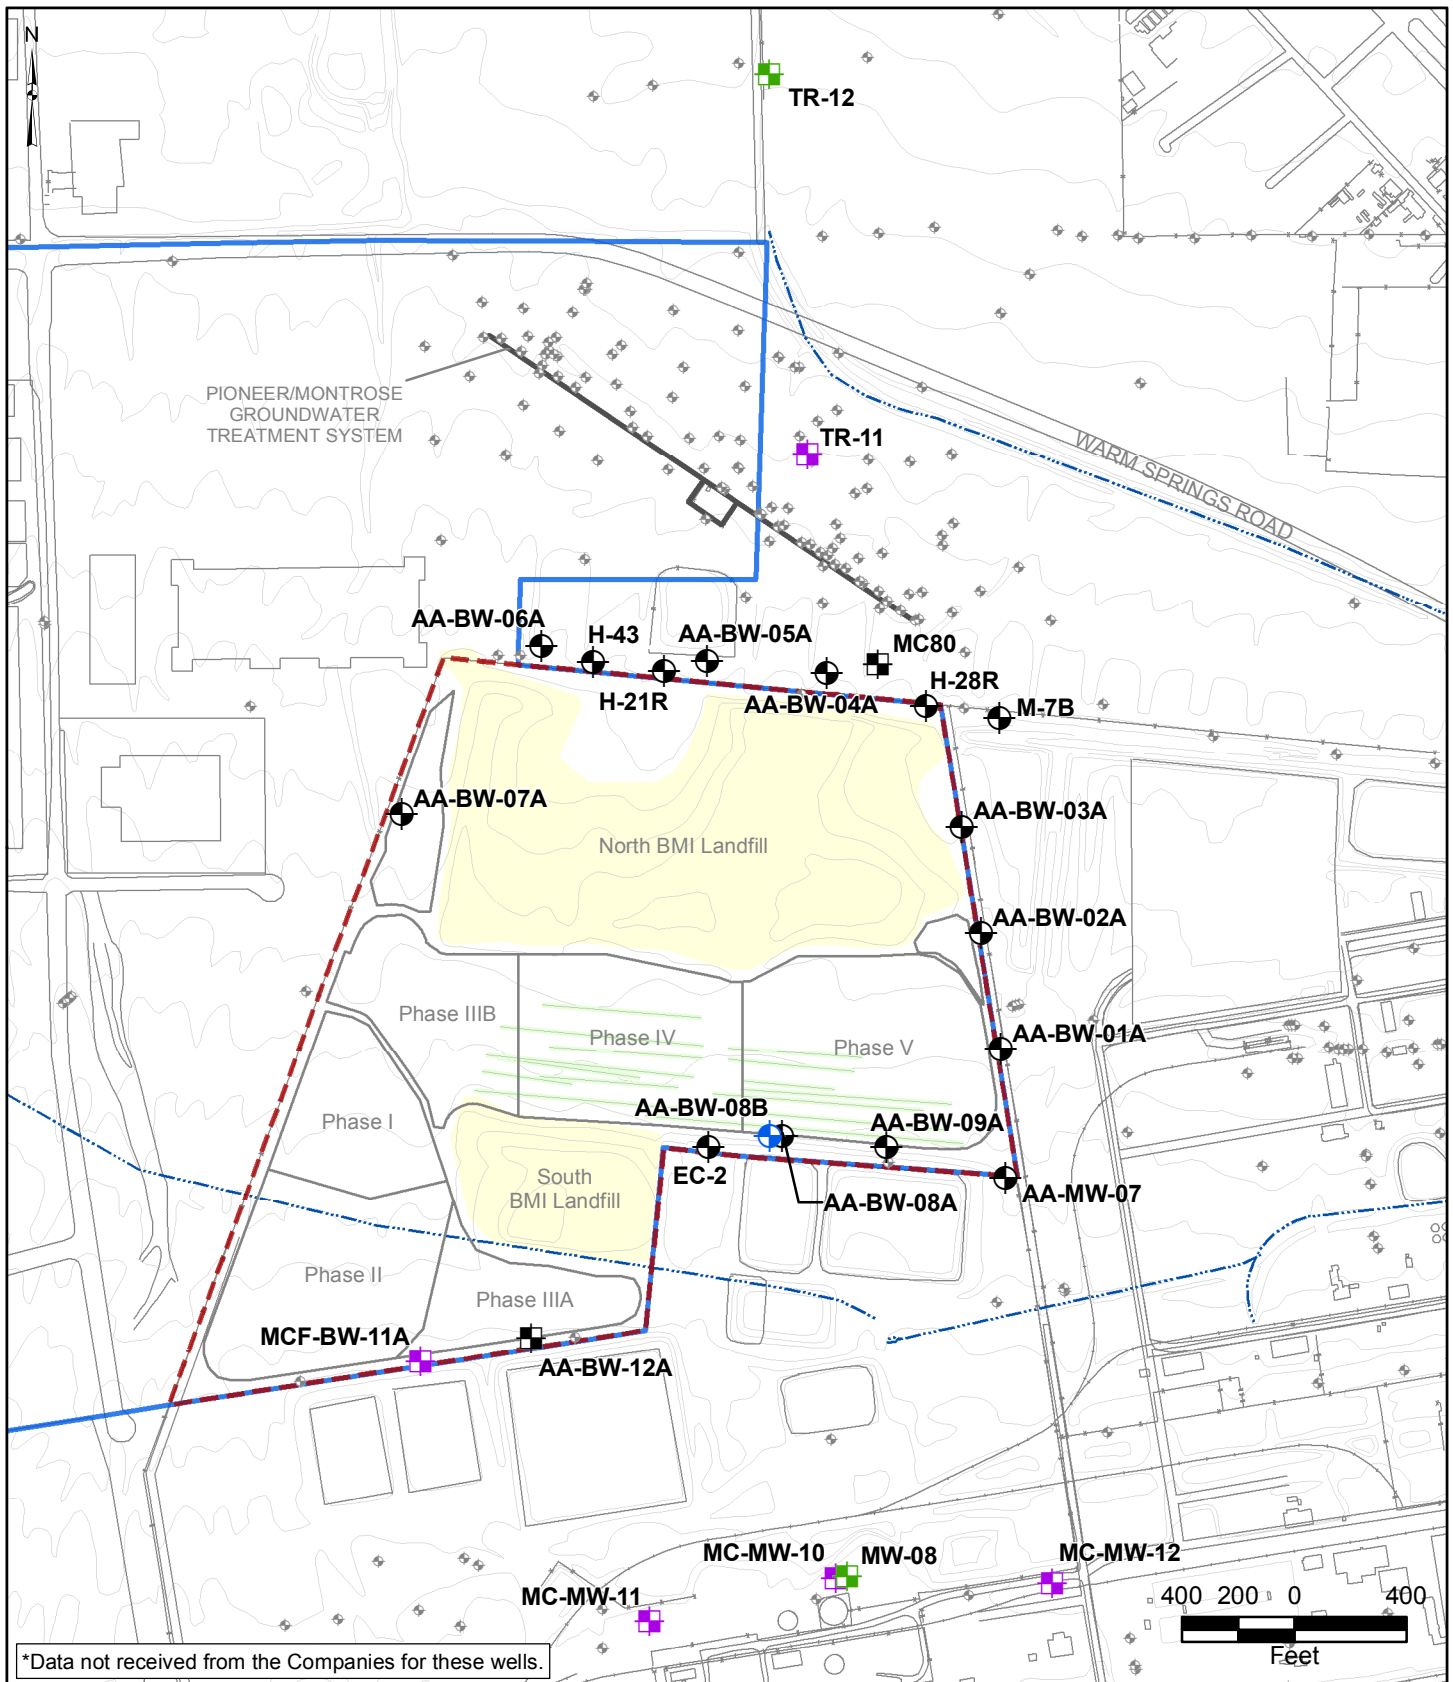 N
TR-12
PIONEER/MONTROSE
GROUNDWATER
TREATMENT SYSTEM
TR-11
WARM SPRINGS ROAD
AA-BW-06A
H-43
AA-BW-05A
MC80
H-21R
AA-BW-04A
H-28R
M-7B
AA-BW-07A
AA-BW-03A
North BMI Landfill
AA-BW-02A
Phase IIIB
Phase IV
Phase V
AA-BW-01A
Phase I
AA-BW-08B
AA-BW-09A
EC-2
South
BMI Landfill
AA-BW-08A
AA-MW-07
Phase II
Phase IIIA
MCF-BW-11A
AA-BW-12A
MC-MW-10
MW-08
MC-MW-12
MC-MW-11
400 200 0 400
Feet
*Data not received from the Companies for these wells.